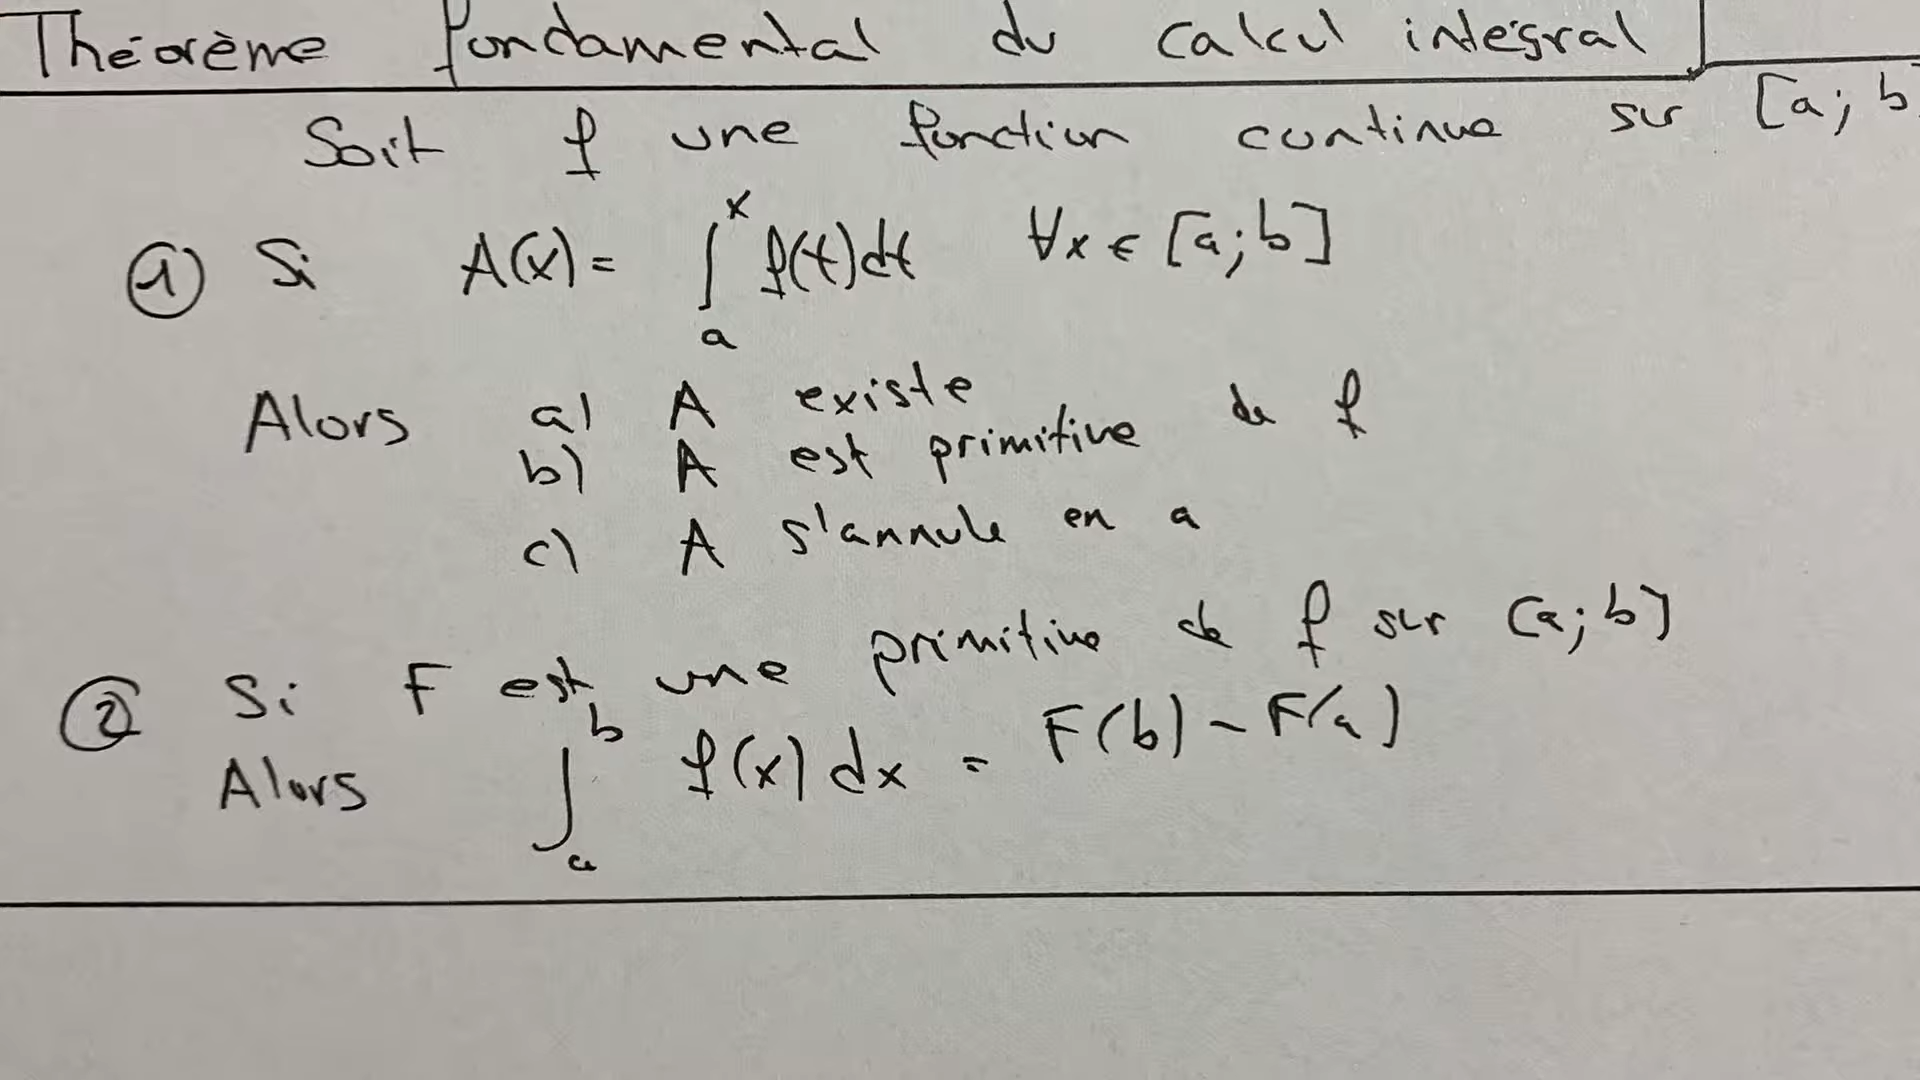 Théorème fondamental du calcul intégral
Soit f une fonction continue sur [a; b]
① Si A(x) = ∫ₐˣ f(t)dt ∀x ∈ [a; b]
Alors a) A existe
b) A est primitive de f
c) A s'annule en a
② Si F est une primitive de f sur [a; b]
Alors ∫ₐᵇ f(x) dx = F(b) - F(a)